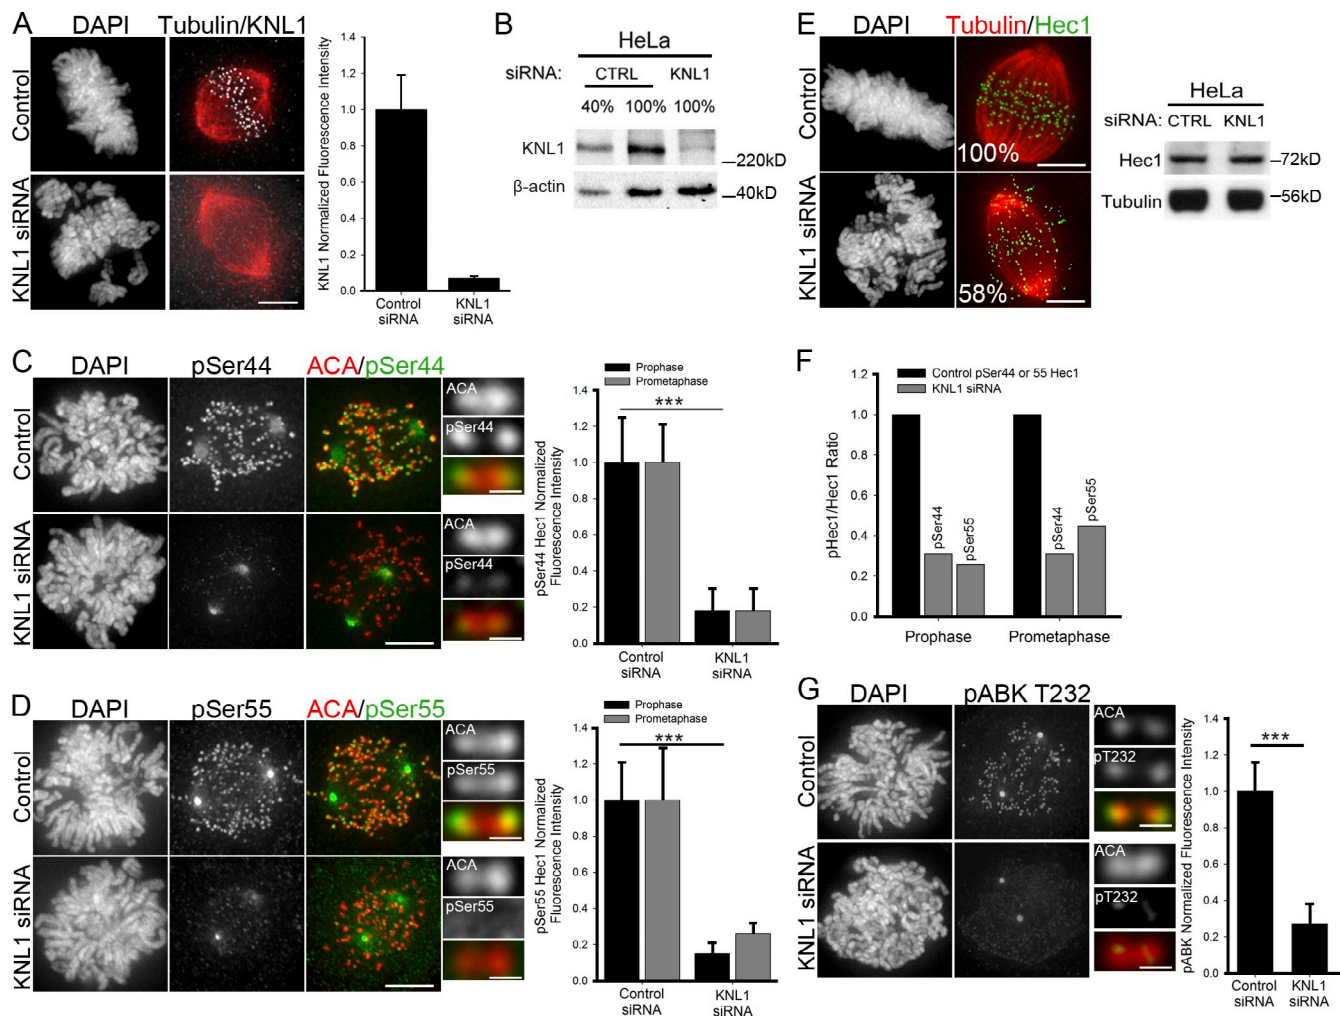 A
DAPI
Tubulin/KNL1
Control
KNL1 siRNA
KNL1 Normalized Fluorescence Intensity
1.4
1.2
1.0
0.8
0.6
0.4
0.2
0.0
Control siRNA
KNL1 siRNA
B
HeLa
siRNA: CTRL KNL1
40% 100% 100%
KNL1
–220kD
β-actin
–40kD
E
DAPI
Tubulin/Hec1
Control
100%
KNL1 siRNA
58%
HeLa
siRNA: CTRL KNL1
Hec1
–72kD
Tubulin
–56kD
C
DAPI
pSer44
ACA/pSer44
Control
ACA
pSer44
KNL1 siRNA
ACA
pSer44
pSer44 Hec1 Normalized
Fluorescence Intensity
Prophase
Prometaphase
1.4
1.2
1.0
0.8
0.6
0.4
0.2
0.0
***
Control siRNA
KNL1 siRNA
F
Control pSer44 or 55 Hec1
KNL1 siRNA
pHec1/Hec1 Ratio
1.2
1.0
0.8
0.6
0.4
0.2
0.0
pSer44
pSer55
pSer44
pSer55
Prophase
Prometaphase
D
DAPI
pSer55
ACA/pSer55
Control
ACA
pSer55
KNL1 siRNA
ACA
pSer55
pSer55 Hec1 Normalized
Fluorescence Intensity
Prophase
Prometaphase
1.4
1.2
1.0
0.8
0.6
0.4
0.2
0.0
***
Control siRNA
KNL1 siRNA
G
DAPI
pABK T232
Control
ACA
pT232
KNL1 siRNA
ACA
pT232
pABK Normalized Fluorescence Intensity
1.4
1.2
1.0
0.8
0.6
0.4
0.2
0.0
***
Control siRNA
KNL1 siRNA